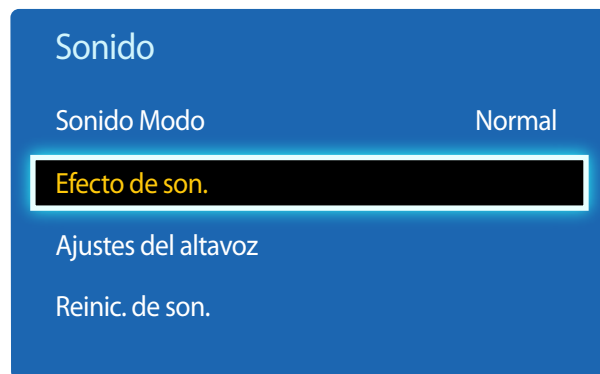 Sonido
Sonido Modo Normal
Efecto de son.
Ajustes del altavoz
Reinic. de son.